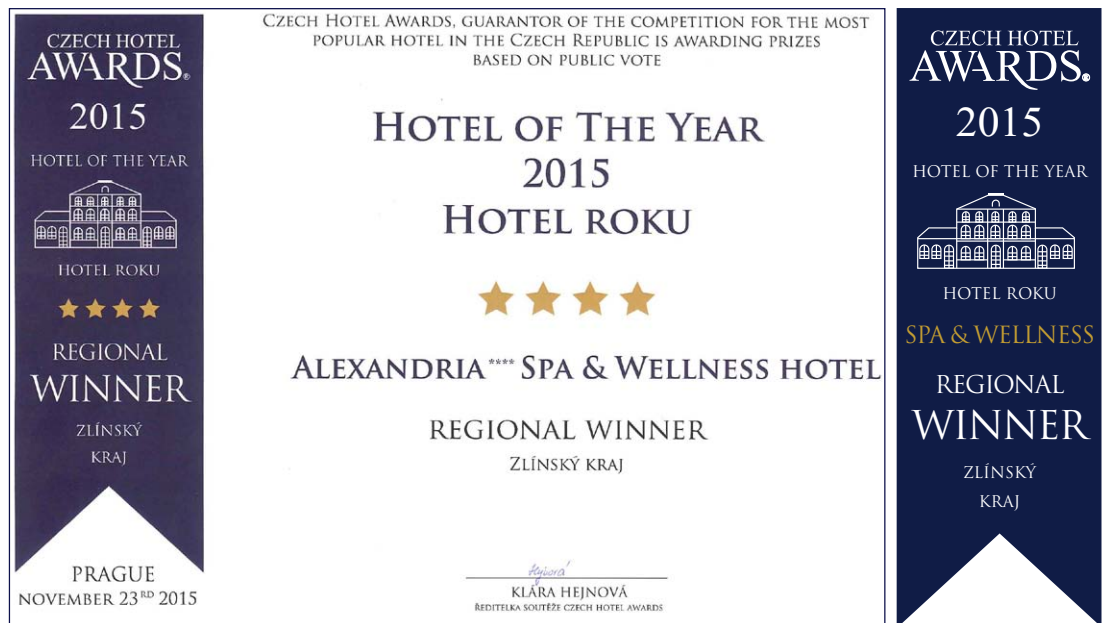 CZECH HOTEL
AWARDS®
2015
HOTEL OF THE YEAR
HOTEL ROKU
REGIONAL
WINNER
ZLÍNSKÝ
KRAJ
PRAGUE
NOVEMBER 23RD 2015
CZECH HOTEL AWARDS, GUARANTOR OF THE COMPETITION FOR THE MOST
POPULAR HOTEL IN THE CZECH REPUBLIC IS AWARDING PRIZES
BASED ON PUBLIC VOTE
HOTEL OF THE YEAR
2015
HOTEL ROKU
ALEXANDRIA**** SPA & WELLNESS HOTEL
REGIONAL WINNER
ZLÍNSKÝ KRAJ
Hejnová
KLÁRA HEJNOVÁ
ŘEDITELKA SOUTĚŽE CZECH HOTEL AWARDS
CZECH HOTEL
AWARDS®
2015
HOTEL OF THE YEAR
HOTEL ROKU
SPA & WELLNESS
REGIONAL
WINNER
ZLÍNSKÝ
KRAJ